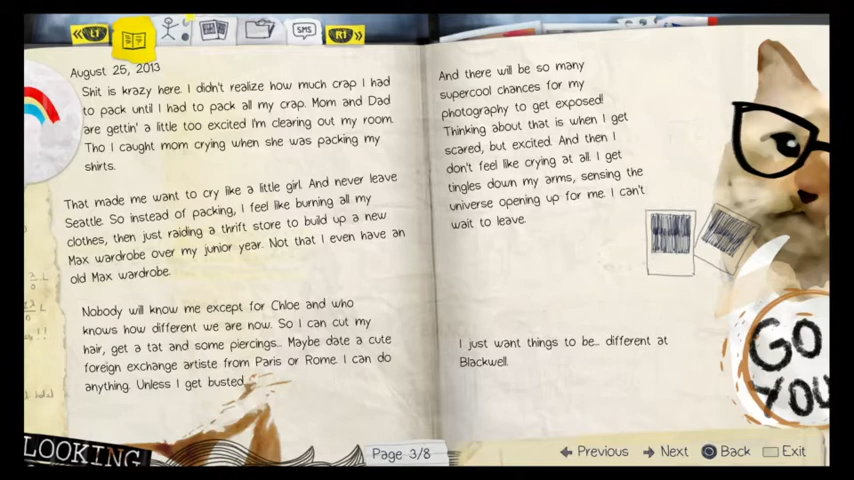 L1
SMS
R1
August 25, 2013
Shit is krazy here. I didn't realize how much crap I had
to pack until I had to pack all my crap. Mom and Dad
are gettin' a little too excited I'm clearing out my room.
Tho I caught mom crying when she was packing my
shirts.
That made me want to cry like a little girl. And never leave
Seattle. So instead of packing, I feel like burning all my
clothes, then just raiding a thrift store to build up a new
Max wardrobe over my junior year. Not that I even have an
old Max wardrobe.
Nobody will know me except for Chloe and who
knows how different we are now. So I can cut my
hair, get a tat and some piercings... Maybe date a cute
foreign exchange artiste from Paris or Rome. I can do
anything. Unless I get busted.
And there will be so many
supercool chances for my
photography to get exposed!
Thinking about that is when I get
scared, but excited. And then I
don't feel like crying at all. I get
tingles down my arms, sensing the
universe opening up for me. I can't
wait to leave.
I just want things to be... different at
Blackwell.
GO
YOU
LOOKING
Page 3/8
Previous
Next
Back
Exit